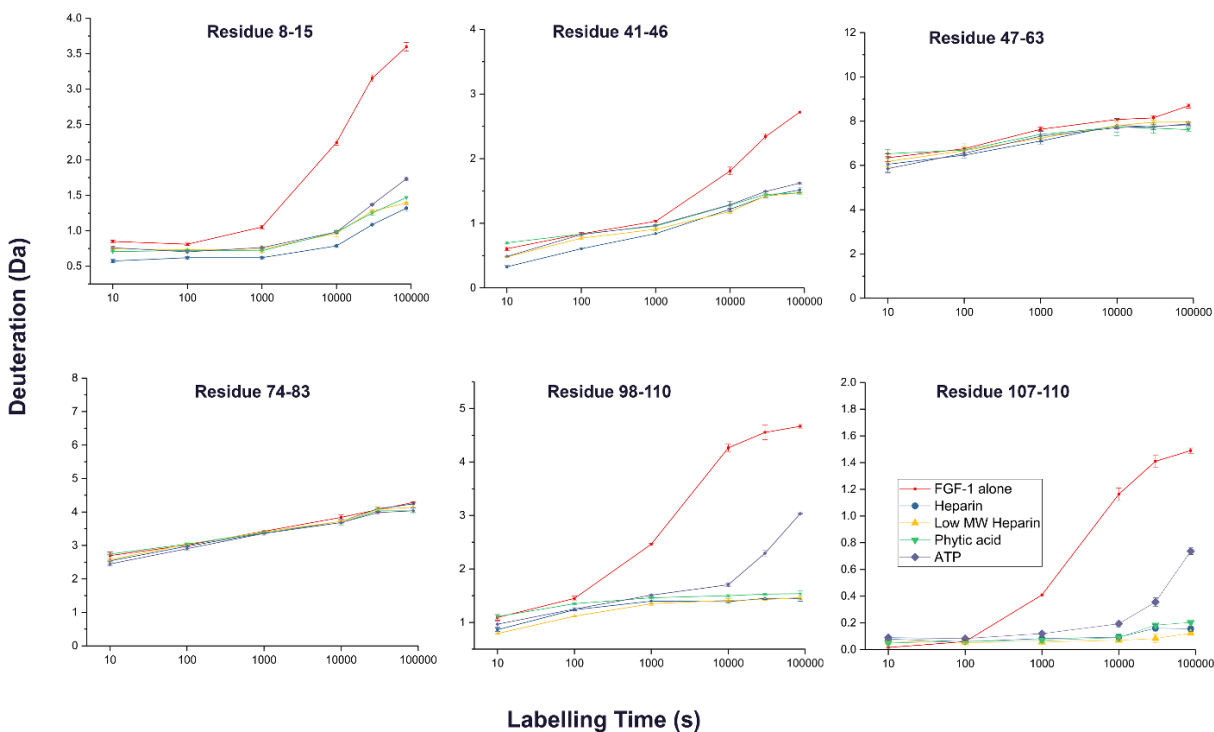 Residue 8-15
4.0
3.5
3.0
2.5
2.0
1.5
1.0
0.5
10 100 1000 10000 100000
Residue 41-46
4
3
2
1
0
10 100 1000 10000 100000
Residue 47-63
12
10
8
6
4
2
0
10 100 1000 10000 100000
Deuteration (Da)
Residue 74-83
8
7
6
5
4
3
2
1
0
10 100 1000 10000 100000
Residue 98-110
5
4
3
2
1
10 100 1000 10000 100000
Residue 107-110
2.0
1.8
1.6
1.4
1.2
1.0
0.8
0.6
0.4
0.2
0.0
FGF-1 alone
Heparin
Low MW Heparin
Phytic acid
ATP
10 100 1000 10000 100000
Labelling Time (s)